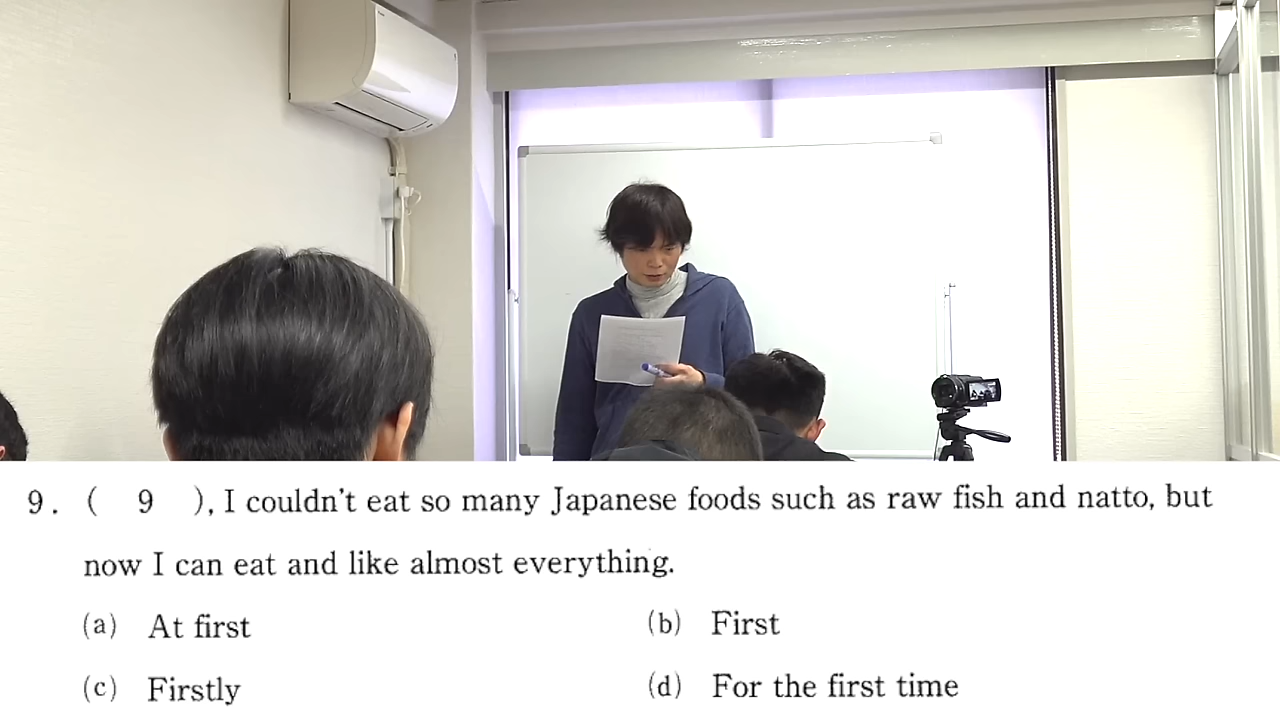 9. ( 9 ), I couldn't eat so many Japanese foods such as raw fish and natto, but
now I can eat and like almost everything.
(a) At first (b) First
(c) Firstly (d) For the first time